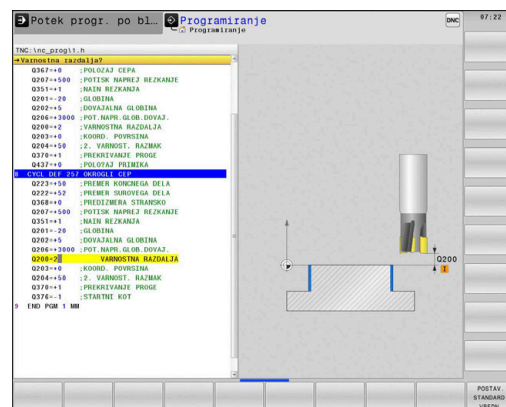 Potek progr. po bl…
Programiranje
Programiranje
DNC
07:22
TNC:\nc_prog\1.h
→Varnostna razdalja?
Q367=+0 ;POLOZAJ CEPA
Q207=+500 ;POTISK NAPREJ REZKANJE
Q351=+1 ;NAIN REZKANJA
Q201=-20 ;GLOBINA
Q202=+5 ;DOVAJALNA GLOBINA
Q206=+3000 ;POT.NAPR.GLOB.DOVAJ.
Q200=+2 ;VARNOSTNA RAZDALJA
Q203=+0 ;KOORD. POVRSINA
Q204=+50 ;2. VARNOST. RAZMAK
Q370=+1 ;PREKRIVANJE PROGE
Q437=+0 ;POLO?AJ PRIMIKA
8 CYCL DEF 257 OKROGLI CEP
Q223=+50 ;PREMER KONCNEGA DELA
Q222=+52 ;PREMER SUROVEGA DELA
Q368=+0 ;PREDIZMERA STRANSKO
Q207=+500 ;POTISK NAPREJ REZKANJE
Q351=+1 ;NAIN REZKANJA
Q201=-20 ;GLOBINA
Q202=+5 ;DOVAJALNA GLOBINA
Q206=+3000 ;POT.NAPR.GLOB.DOVAJ.
Q200=2 VARNOSTNA RAZDALJA
Q203=+0 ;KOORD. POVRSINA
Q204=+50 ;2. VARNOST. RAZMAK
Q370=+1 ;PREKRIVANJE PROGE
Q376=-1 ;STARTNI KOT
9 END PGM 1 MM
Q200
I
POSTAV.
STANDARD
VREDN.